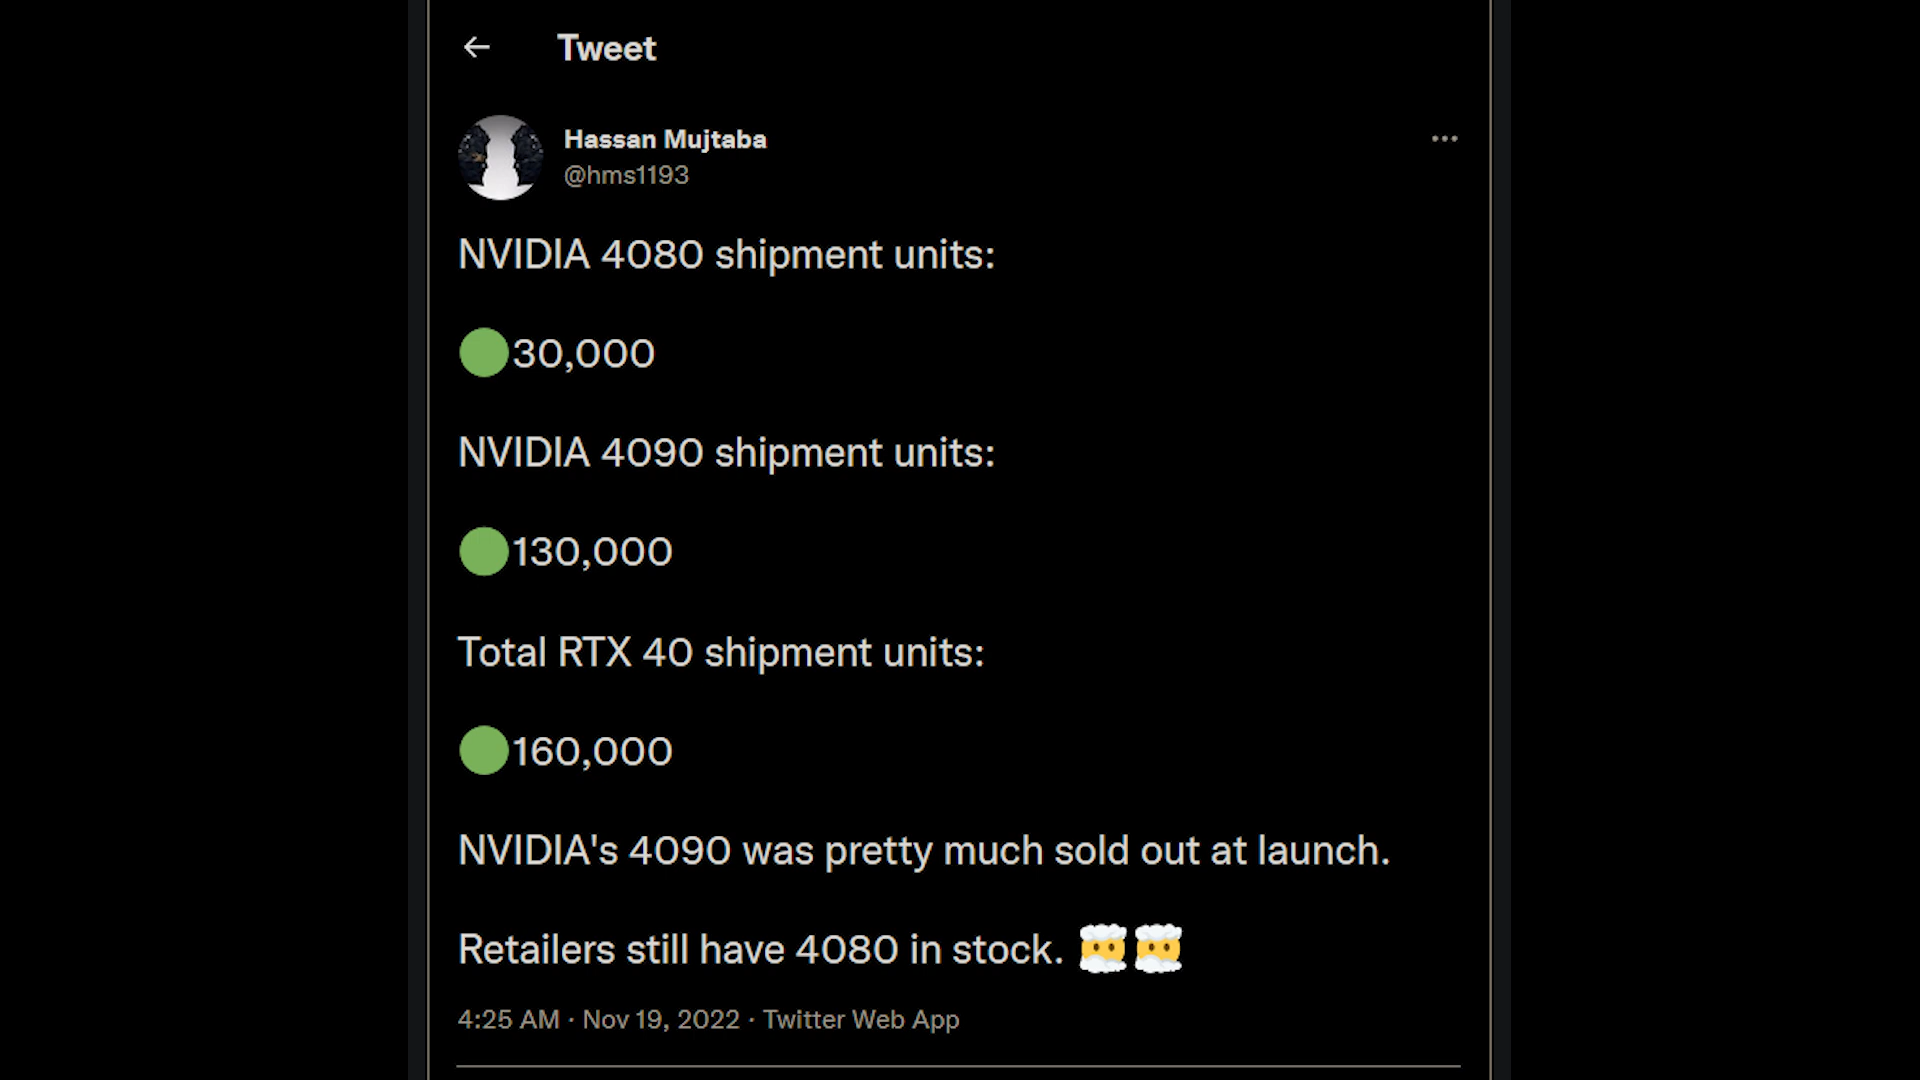 Tweet
Hassan Mujtaba
@hms1193
NVIDIA 4080 shipment units:
🟢30,000
NVIDIA 4090 shipment units:
🟢130,000
Total RTX 40 shipment units:
🟢160,000
NVIDIA's 4090 was pretty much sold out at launch.
Retailers still have 4080 in stock. 😶‍🌫️😶‍🌫️
4:25 AM · Nov 19, 2022 · Twitter Web App